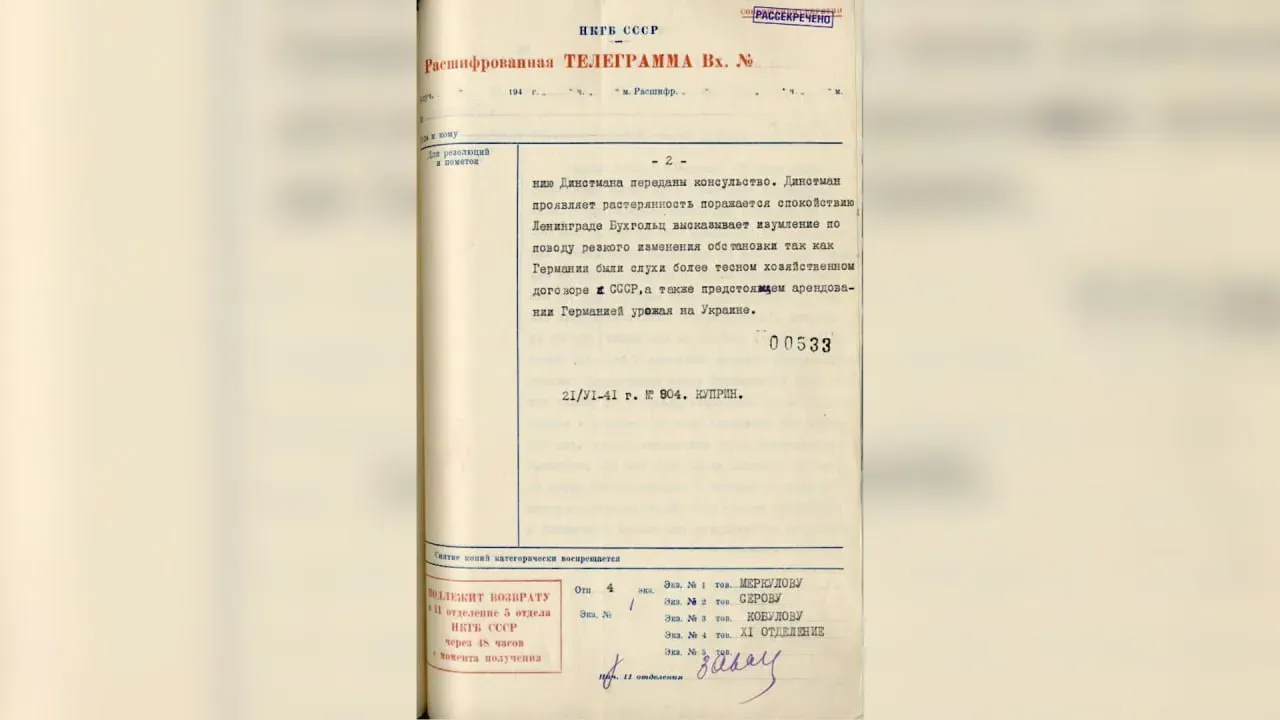 РАССЕКРЕЧЕНО
НКГБ СССР
Расшифрованная ТЕЛЕГРАММА Вх. №
194 г. „ " ч. „ " м. Расшифр. „ " „ " ч. „ " м.
и кому
Для резолюций
и пометок
- 2 -
нию Динстмана переданы консульство. Динстман
проявляет растерянность поражается спокойствию
Ленинграде Бухгольц высказывает изумление по
поводу резкого изменения обстановки так как
Германии были слухи более тесном хозяйственном
договоре с СССР,а также предстоящем арендова-
нии Германией урожая на Украине.
00533
21/УІ-41 г. № 904. КУПРИН.
Снятие копий категорически воспрещается
ПОДЛЕЖИТ ВОЗВРАТУ
в 11 отделение 5 отдела
НКГБ СССР
через 48 часов
с момента получения
Отп 4 экз.
Экз. № 1
Экз. № 1 тов. МЕРКУЛОВУ
Экз. № 2 тов. СЕРОВУ
Экз. № 3 тов. КОБУЛОВУ
Экз. № 4 тов. XI ОТДЕЛЕНИЕ
Экз. № 5 тов.
Нач. 11 отделения